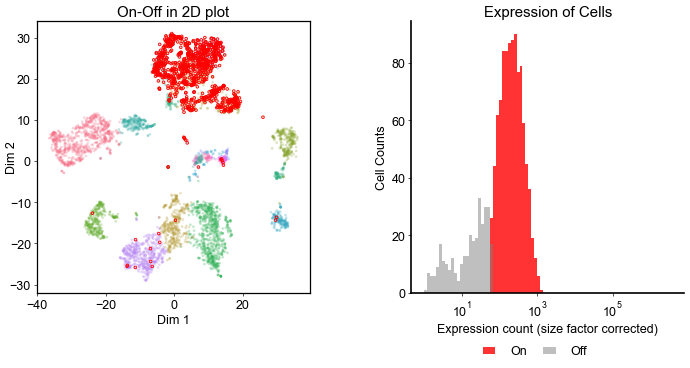 On-Off in 2D plot
Dim 2
30
20
10
0
−10
−20
−30
−40
−20
0
20
Dim 1
Expression of Cells
Cell Counts
80
60
40
20
0
10^1
10^3
10^5
Expression count (size factor corrected)
On
Off